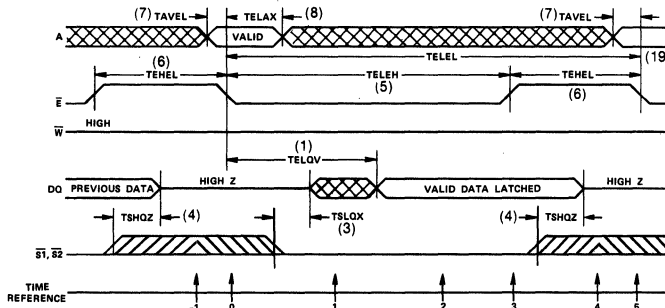 (7) TAVEL TELAX (8) (7) TAVEL
A VALID
TELEL (19
(6) TEHEL TELEH TEHEL
(5) (6)
E
HIGH
W
(1)
TELQV
DQ PREVIOUS DATA HIGH Z VALID DATA LATCHED HIGH Z
TSHQZ (4) TSLQX (4) TSHQZ
(3)
S1, S2
TIME
REFERENCE
-1 0 1 2 3 4 5